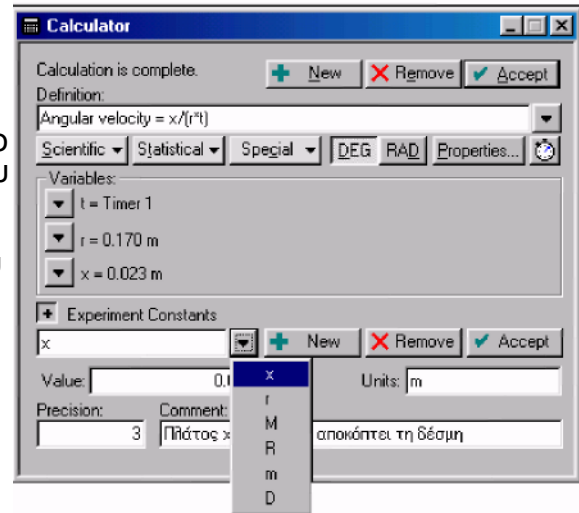 Calculator
Calculation is complete.
New Remove Accept
Definition:
Angular velocity = x/(r*t)
Scientific Statistical Special DEG RAD Properties...
Variables:
t = Timer 1
r = 0.170 m
x = 0.023 m
Experiment Constants
x New Remove Accept
Value: 0. Units: m
x
r
M
R
m
D
Precision: Comment:
3 Πλάτος x αποκόπτει τη δέσμη